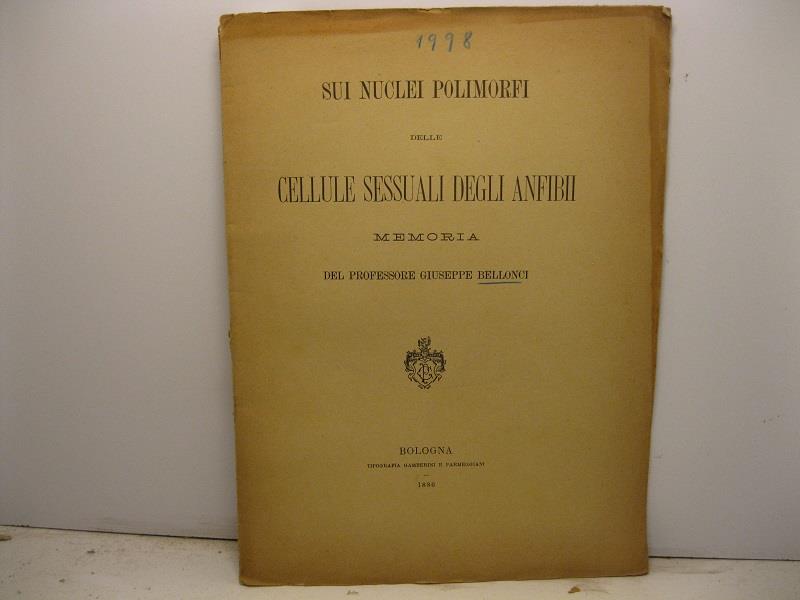 1998
SUI NUCLEI POLIMORFI
DELLE
CELLULE SESSUALI DEGLI ANFIBII
MEMORIA
DEL PROFESSORE GIUSEPPE BELLONCI
BOLOGNA
TIPOGRAFIA GAMBERINI E PARMEGGIANI
1886